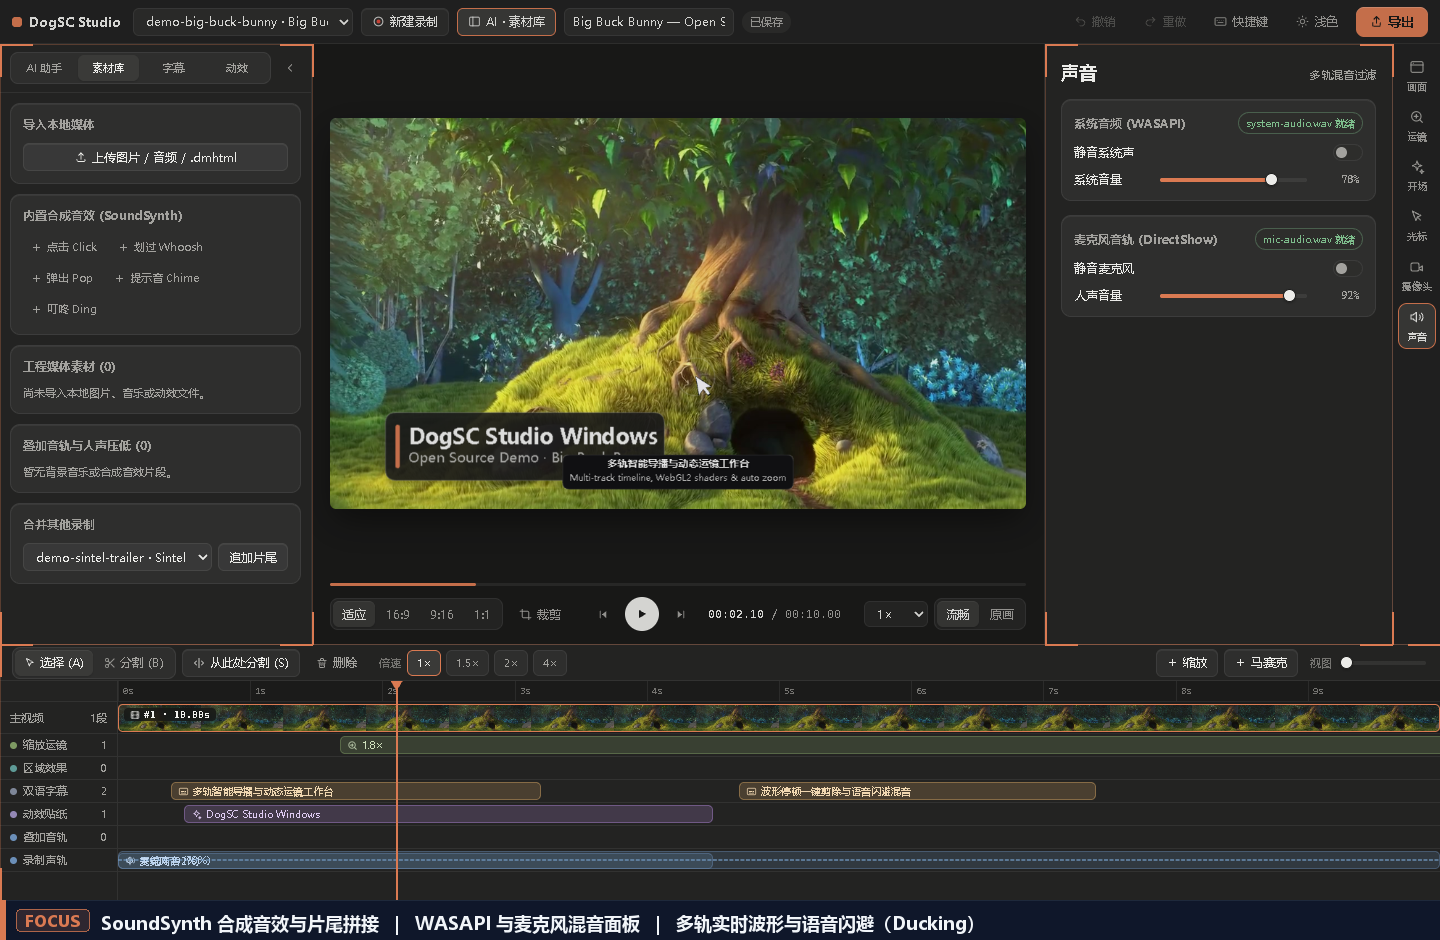 DogSC Studio
demo-big-buck-bunny · Big Bu
新建录制
AI · 素材库
Big Buck Bunny — Open S
已保存
撤销
重做
快捷键
浅色
导出
AI 助手
素材库
字幕
动效
导入本地媒体
上传图片 / 音频 / .dmhtml
内置合成音效 (SoundSynth)
+ 点击 Click
+ 划过 Whoosh
+ 弹出 Pop
+ 提示音 Chime
+ 叮咚 Ding
工程媒体素材 (0)
尚未导入本地图片、音乐或动效文件。
叠加音轨与人声压低 (0)
暂无背景音乐或合成音效片段。
合并其他录制
demo-sintel-trailer · Sintel
追加片尾
DogSC Studio Windows
Open Source Demo · Big
多轨智能导播与动态运镜工作台
Multi-track timeline, WebGL2 shaders & auto zoom
适应
16:9
9:16
1:1
裁剪
00:02.10 / 00:10.00
1×
流畅
原画
声音
多轨混音过滤
系统音频 (WASAPI)
system-audio.wav 就绪
静音系统声
系统音量
78%
麦克风音轨 (DirectShow)
mic-audio.wav 就绪
静音麦克风
人声音量
92%
画面
运镜
开场
光标
摄像头
声音
选择 (A)
分割 (B)
从此处分割 (S)
删除
倍速
1×
1.5×
2×
4×
+ 缩放
+ 马赛克
视图
0s
1s
2s
3s
4s
5s
6s
7s
8s
9s
主视频
1段
#1 · 10.00s
缩放运镜
1
1.8×
区域效果
0
双语字幕
2
多轨智能导播与动态运镜工作台
波形停顿一键剪除与语音闪避混音
动效贴纸
1
DogSC Studio Windows
叠加音轨
0
录制声轨
FOCUS
SoundSynth 合成音效与片尾拼接 | WASAPI 与麦克风混音面板 | 多轨实时波形与语音闪避（Ducking）